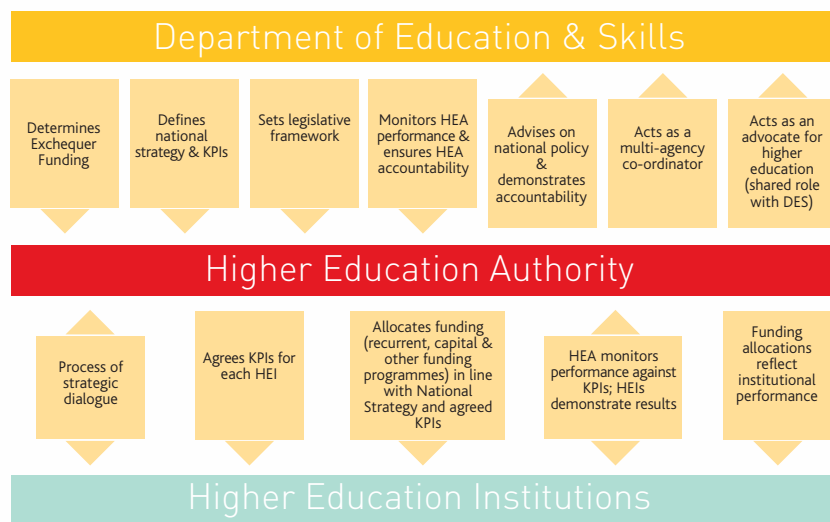 Department of Education & Skills
Determines
Exchequer
Funding
Defines
national
strategy & KPIs
Sets legislative
framework
Monitors HEA
performance &
ensures HEA
accountability
Advises on
national policy
&
demonstrates
accountability
Acts as a
multi-agency
co-ordinator
Acts as an
advocate for
higher
education
(shared role
with DES)
Higher Education Authority
Process of
strategic
dialogue
Agrees KPIs for
each HEI
Allocates funding
(recurrent, capital &
other funding
programmes) in line
with National
Strategy and agreed
KPIs
HEA monitors
performance against
KPIs; HEIs
demonstrate results
Funding
allocations
reflect
institutional
performance
Higher Education Institutions